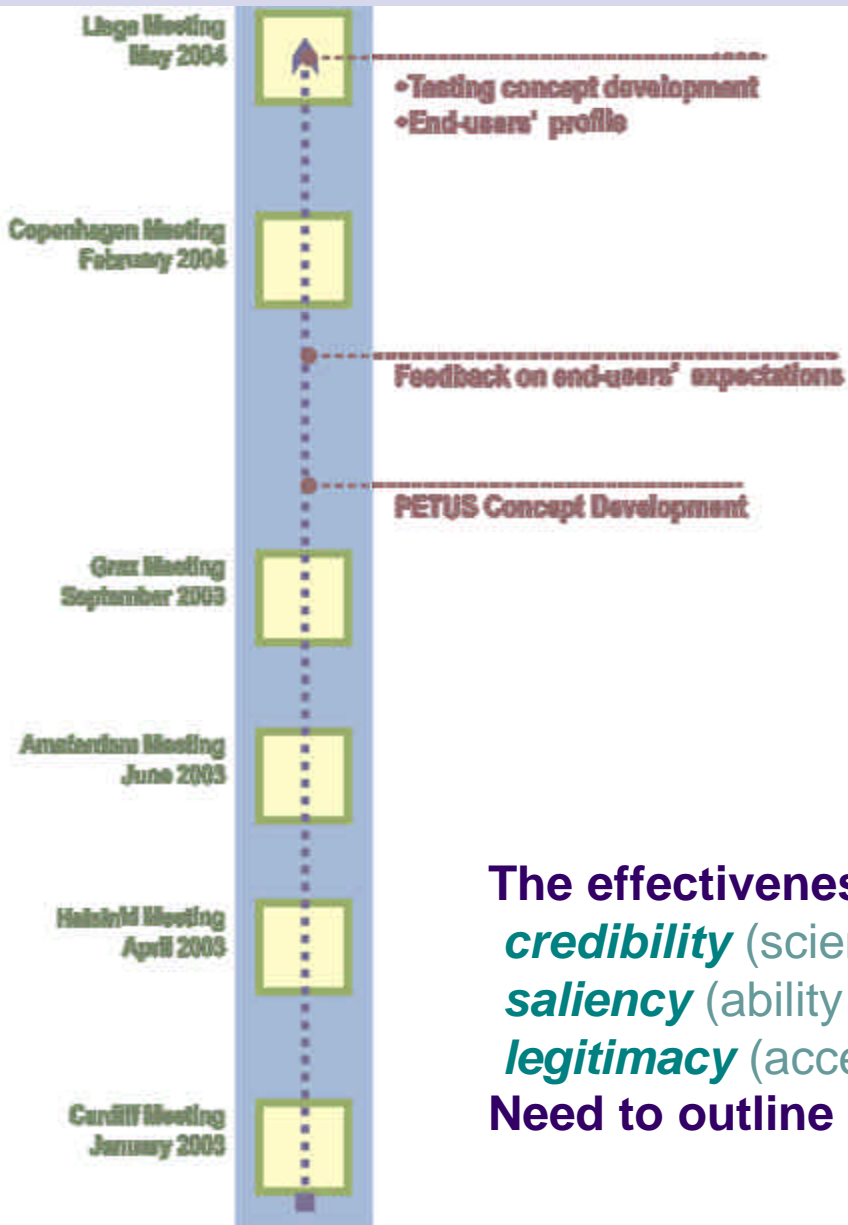 Liege Meeting
May 2004
•Testing concept development
•End-users' profile
Copenhagen Meeting
February 2004
Feedback on end-users' expectations
PETUS Concept Development
Graz Meeting
September 2003
Amsterdam Meeting
June 2003
Helsinki Meeting
April 2003
The effectivenes
credibility (scien
saliency (ability
legitimacy (acce
Need to outline
Cardiff Meeting
January 2003